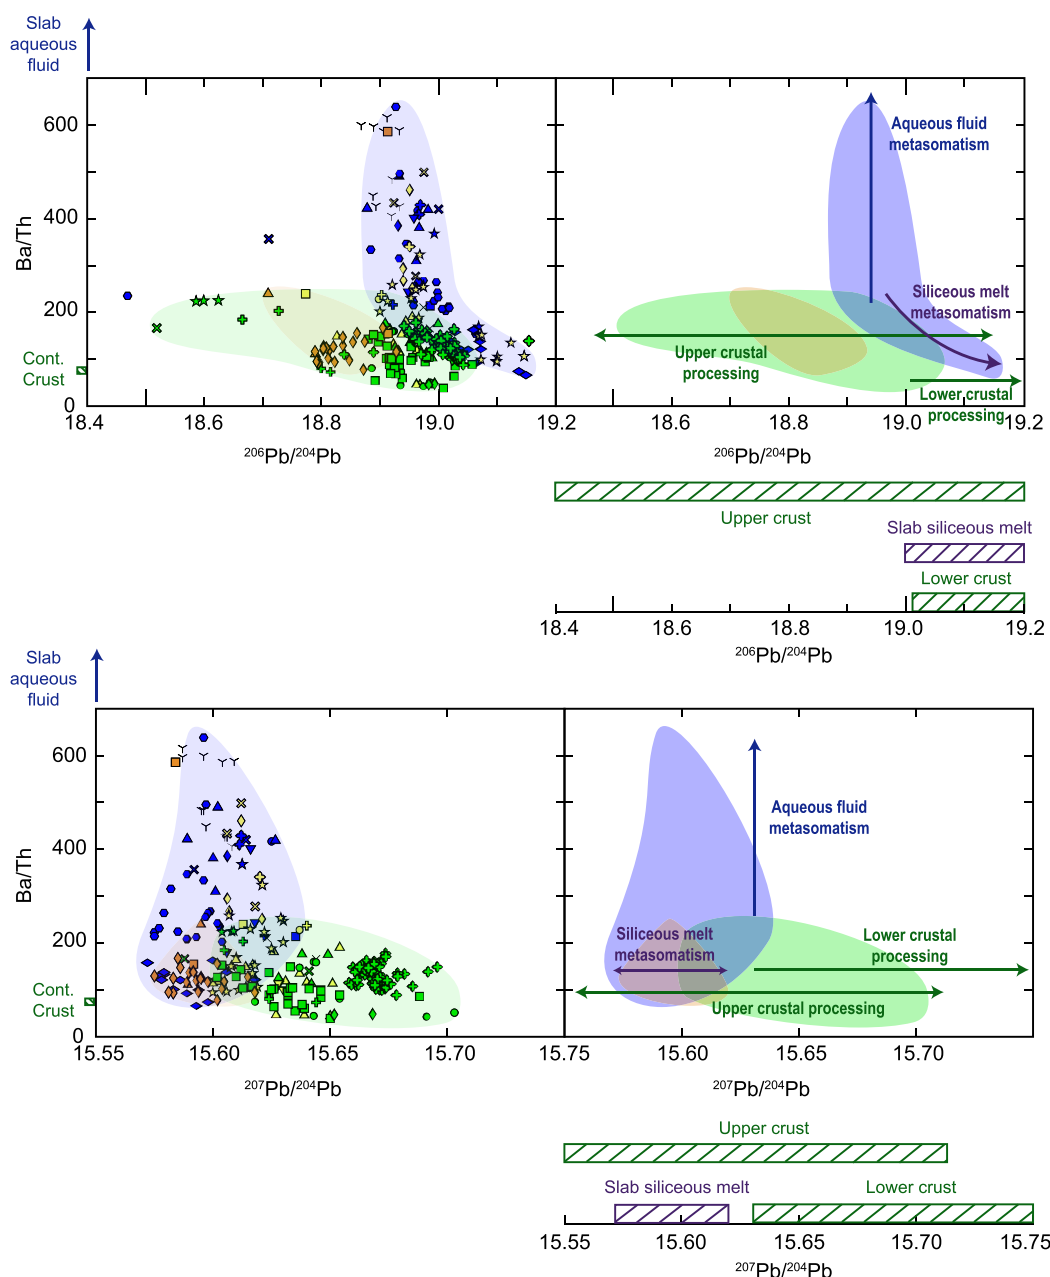 Slab
aqueous
fluid
600
400
200
0
Ba/Th
Cont.
Crust
Aqueous fluid
metasomatism
Siliceous melt
metasomatism
Upper crustal
processing
Lower crustal
processing
18.4 18.6 18.8 19.0 19.2 18.6 18.8 19.0 19.2
206Pb/204Pb 206Pb/204Pb
Upper crust
Slab siliceous melt
Lower crust
18.4 18.6 18.8 19.0 19.2
206Pb/204Pb
Slab
aqueous
fluid
600
400
200
0
Ba/Th
Cont.
Crust
Aqueous fluid
metasomatism
Siliceous melt
metasomatism
Lower crustal
processing
Upper crustal processing
15.55 15.60 15.65 15.70 15.75 15.60 15.65 15.70
207Pb/204Pb 207Pb/204Pb
Upper crust
Slab siliceous melt Lower crust
15.55 15.60 15.65 15.70 15.75
207Pb/204Pb